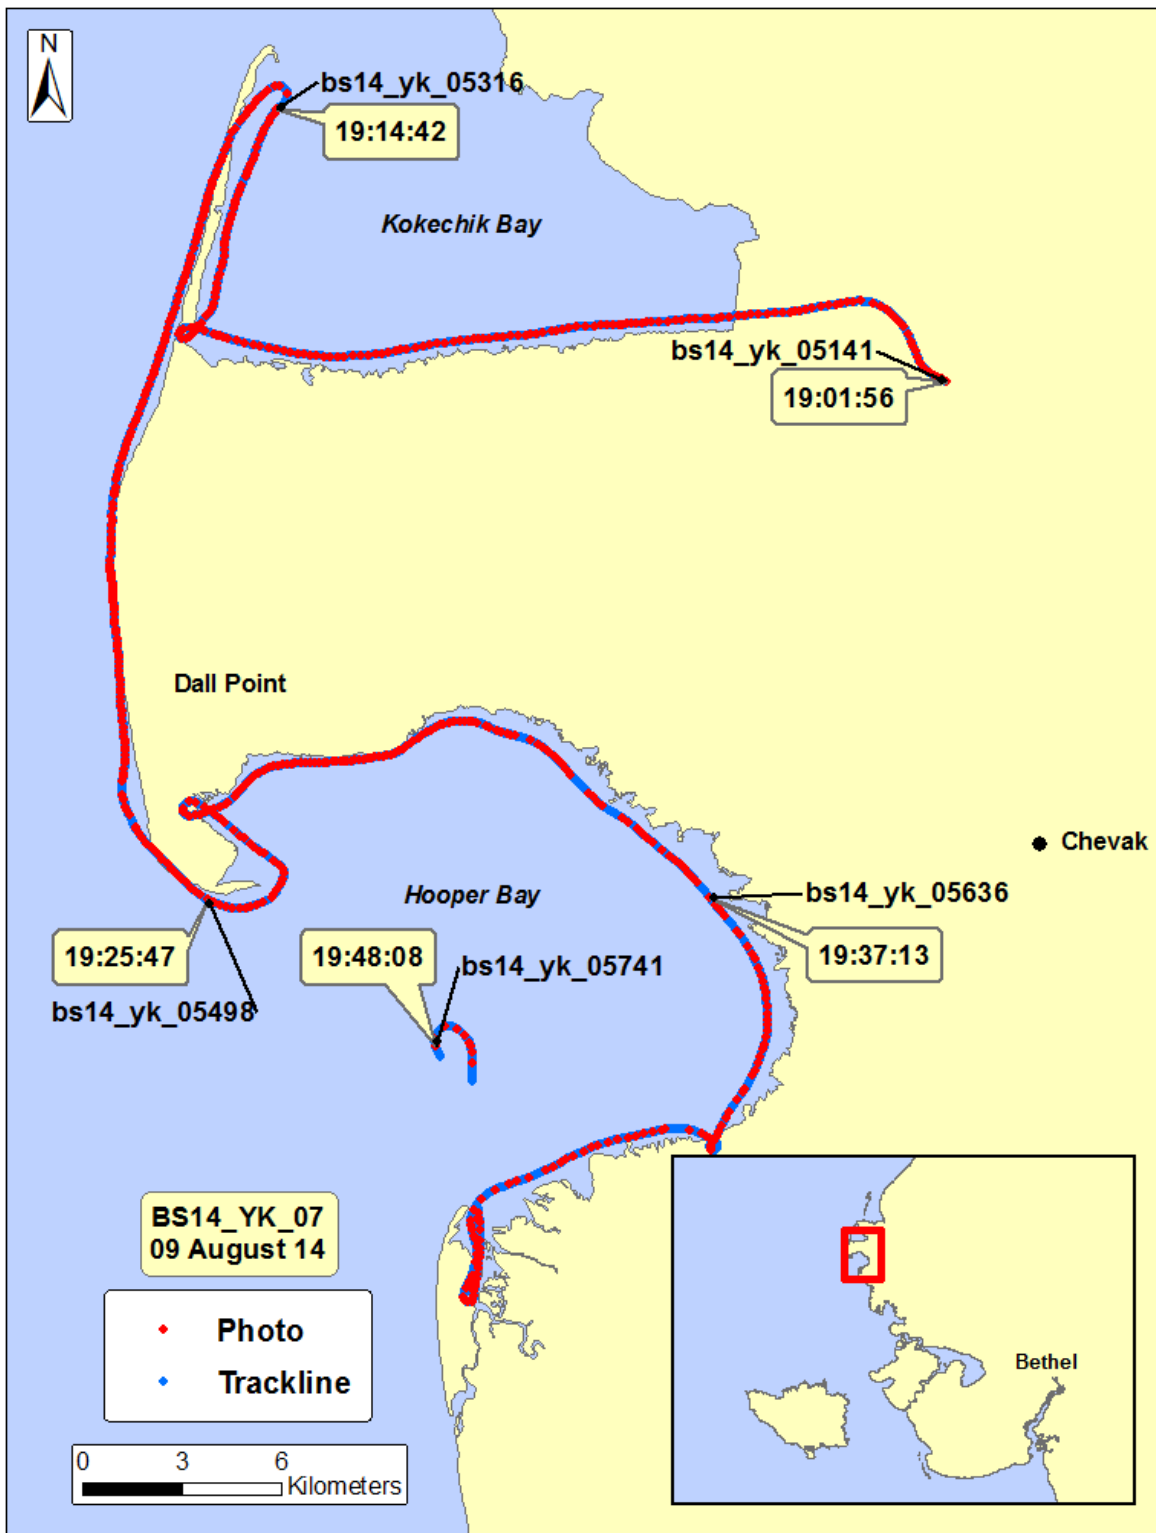 N
bs14_yk_05316
19:14:42
Kokechik Bay
bs14_yk_05141
19:01:56
Dall Point
Chevak
Hooper Bay
bs14_yk_05636
19:25:47
19:48:08
bs14_yk_05741
19:37:13
bs14_yk_05498
BS14_YK_07
09 August 14
Photo
Trackline
Bethel
0 3 6
Kilometers